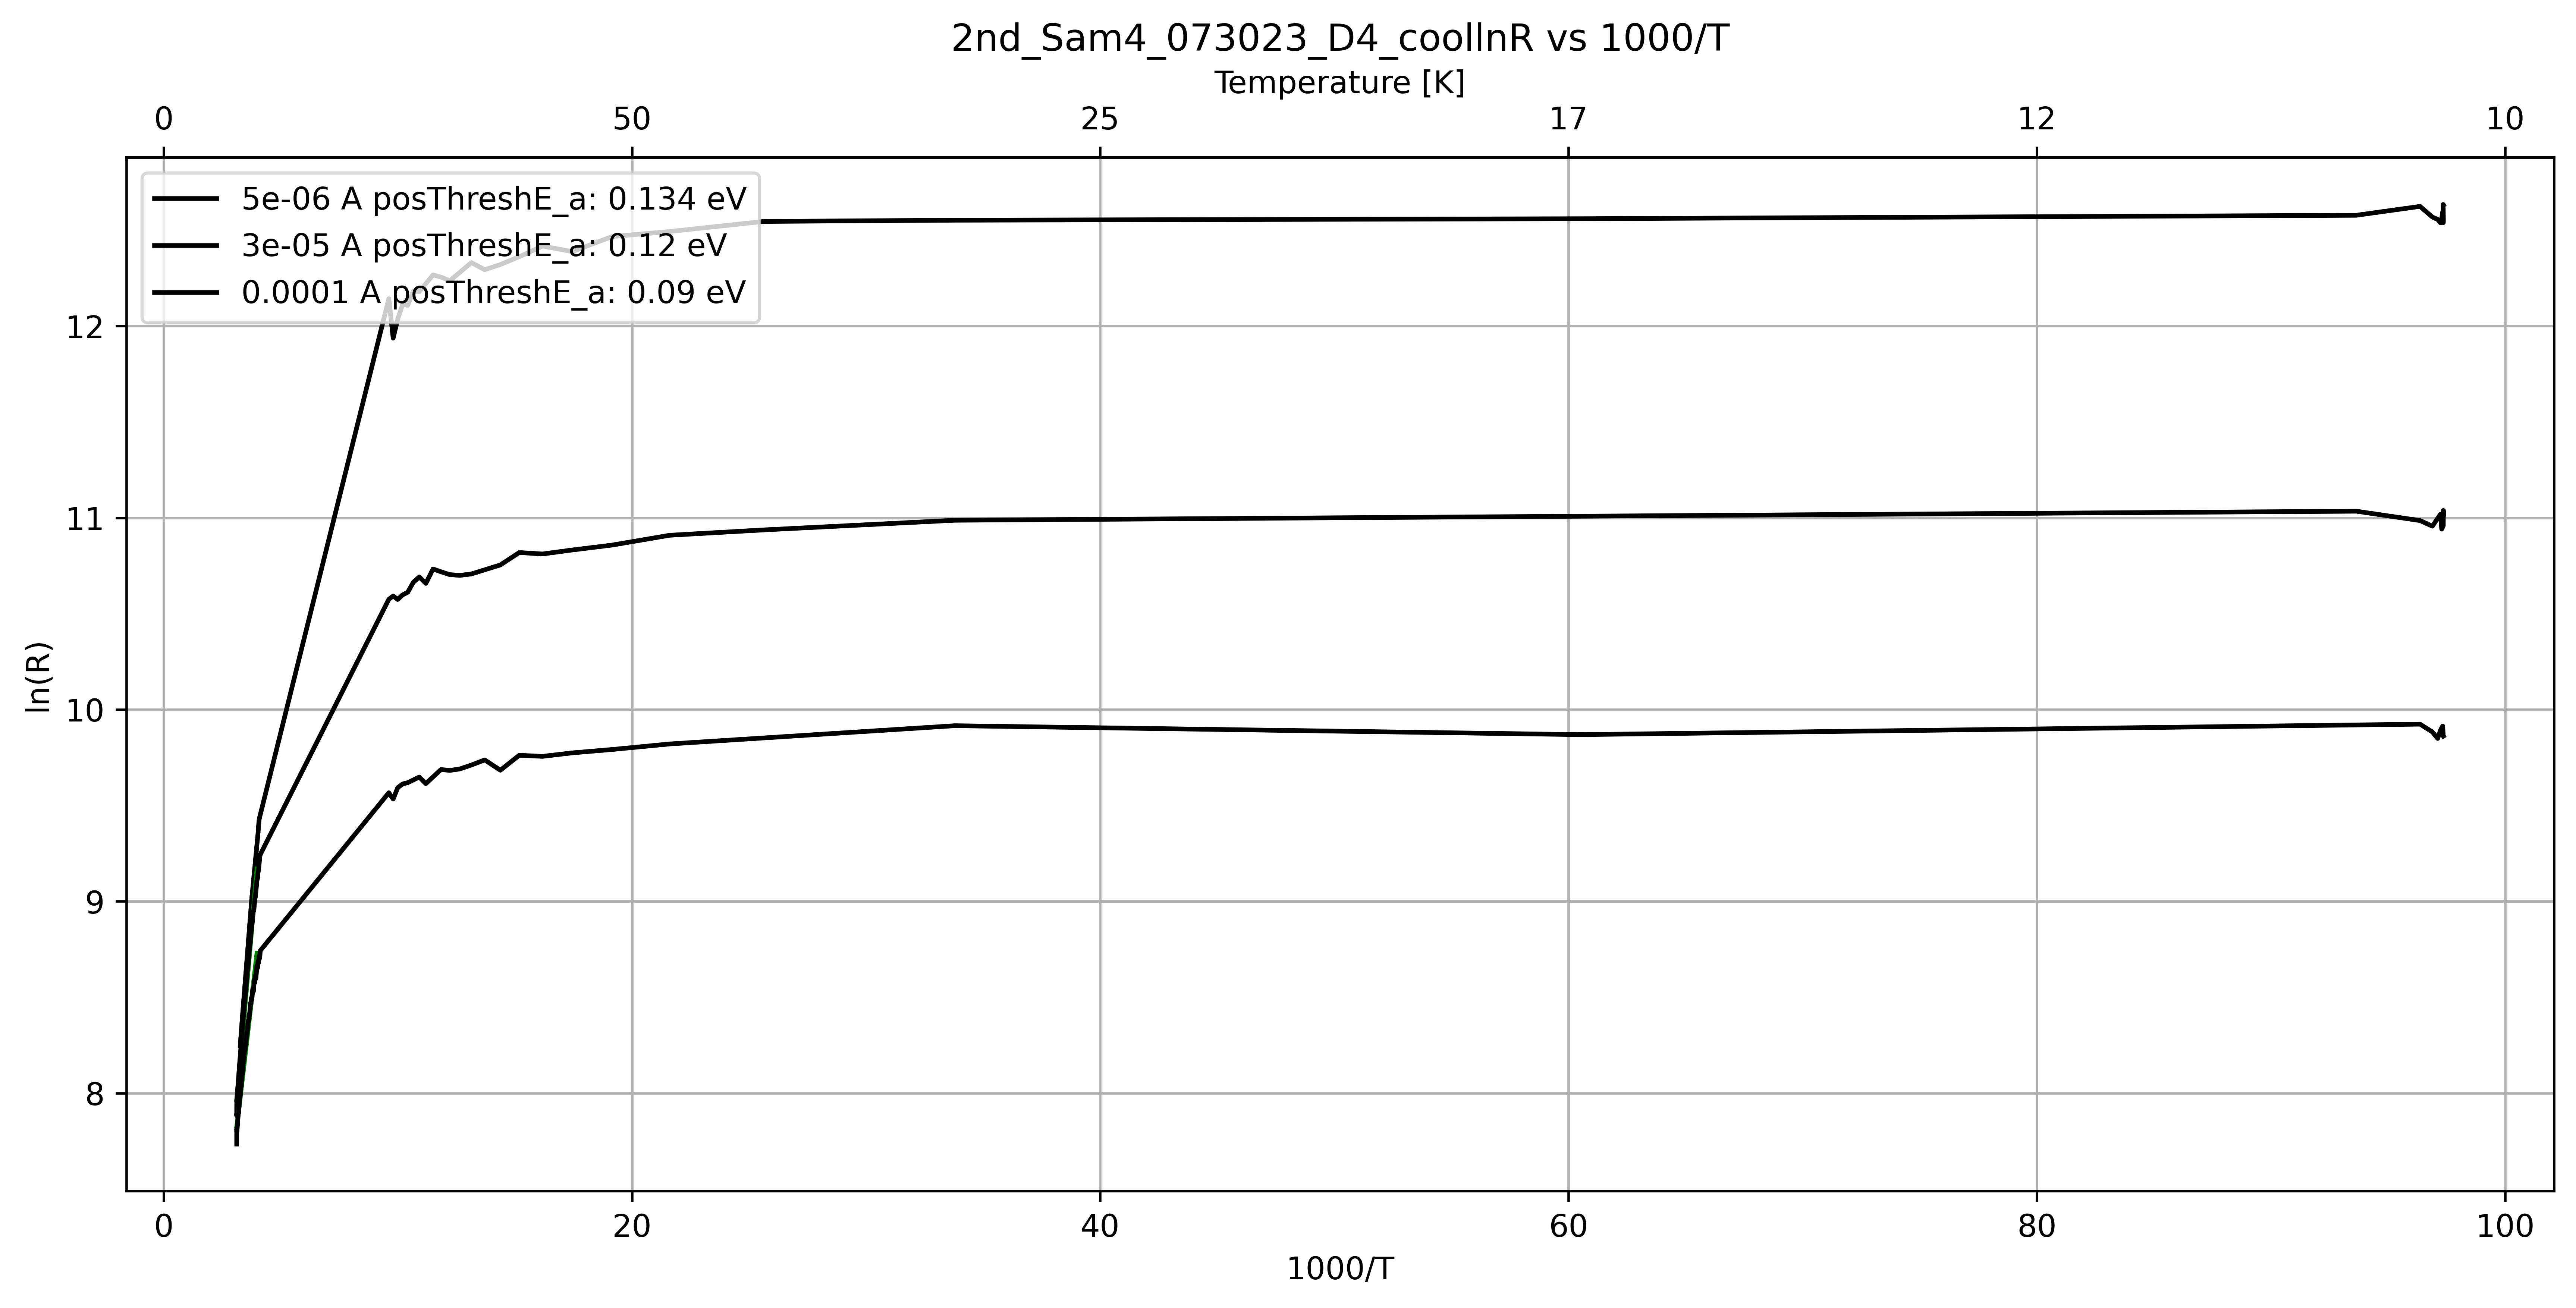 2nd_Sam4_073023_D4_coollnR vs 1000/T
Temperature [K]
0 50 25 17 12 10
5e-06 A posThreshE_a: 0.134 eV
3e-05 A posThreshE_a: 0.12 eV
0.0001 A posThreshE_a: 0.09 eV
12
11
10
9
8
ln(R)
0 20 40 60 80 100
1000/T